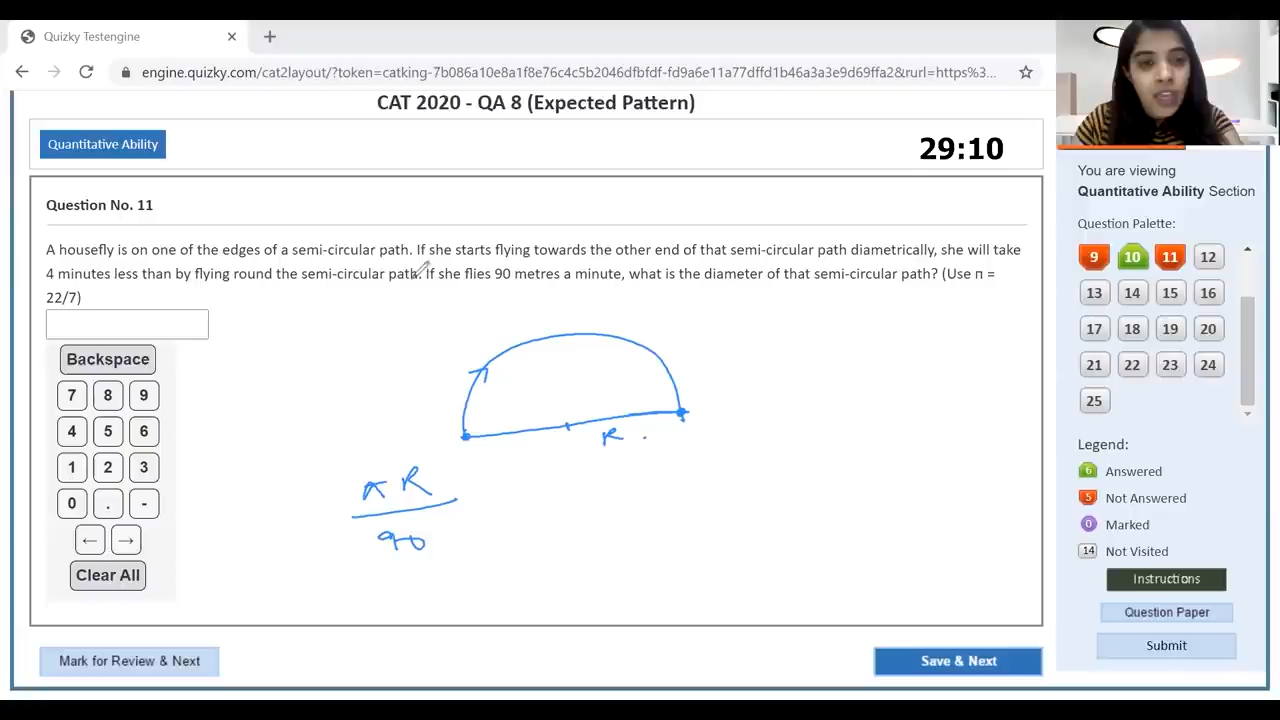 Quizky Testengine
engine.quizky.com/cat2layout/?token=catking-7b086a10e8a1f8e76c4c5b2046dfbfdf-fd9a6e11a77dffd1b46a3a3e9d69ffa2&rurl=https%3...
CAT 2020 - QA 8 (Expected Pattern)
Quantitative Ability
29:10
Question No. 11
A housefly is on one of the edges of a semi-circular path. If she starts flying towards the other end of that semi-circular path diametrically, she will take
4 minutes less than by flying round the semi-circular path. If she flies 90 metres a minute, what is the diameter of that semi-circular path? (Use π =
22/7)
Backspace
7 8 9
4 5 6
1 2 3
0 . -
← →
Clear All
R
π R
90
Mark for Review & Next
Save & Next
You are viewing
Quantitative Ability Section
Question Palette:
9 10 11 12
13 14 15 16
17 18 19 20
21 22 23 24
25
Legend:
6 Answered
5 Not Answered
0 Marked
14 Not Visited
Instructions
Question Paper
Submit